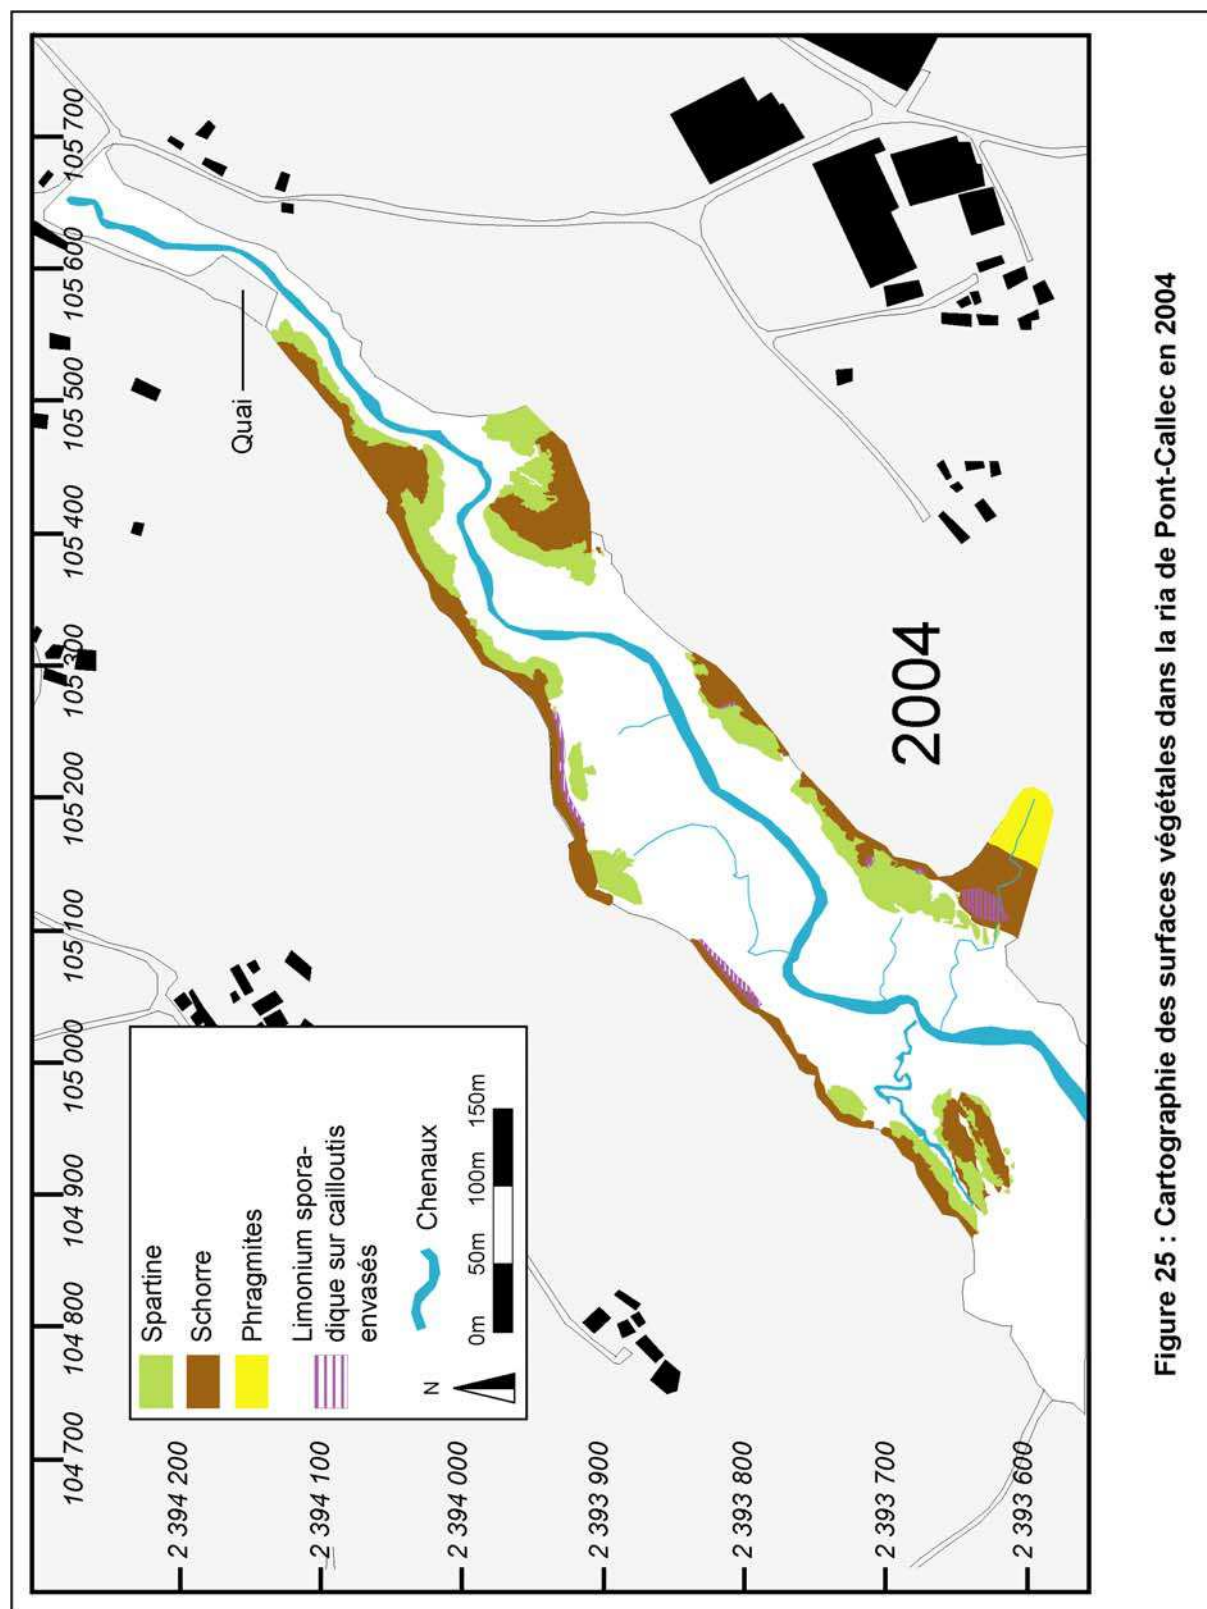 104 700
104 800
104 900
105 000
105 100
105 200
105 300
105 400
105 500
105 600
105 700
2 394 200
2 394 100
2 394 000
2 393 900
2 393 800
2 393 700
2 393 600
Quai
2004
Spartine
Schorre
Phragmites
Limonium spora-
dique sur cailloutis
envasés
Chenaux
N
0m 50m 100m 150m
Figure 25 : Cartographie des surfaces végétales dans la ria de Pont-Callec en 2004